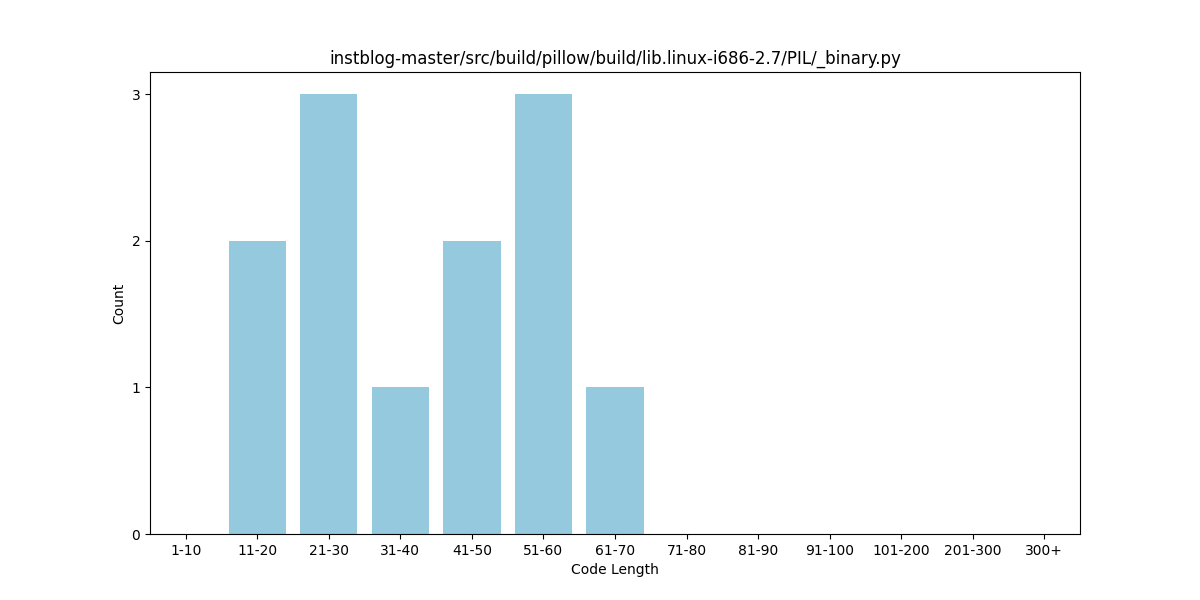 instblog-master/src/build/pillow/build/lib.linux-i686-2.7/PIL/_binary.py
Count
3
2
1
0
1-10 11-20 21-30 31-40 41-50 51-60 61-70 71-80 81-90 91-100 101-200 201-300 300+
Code Length